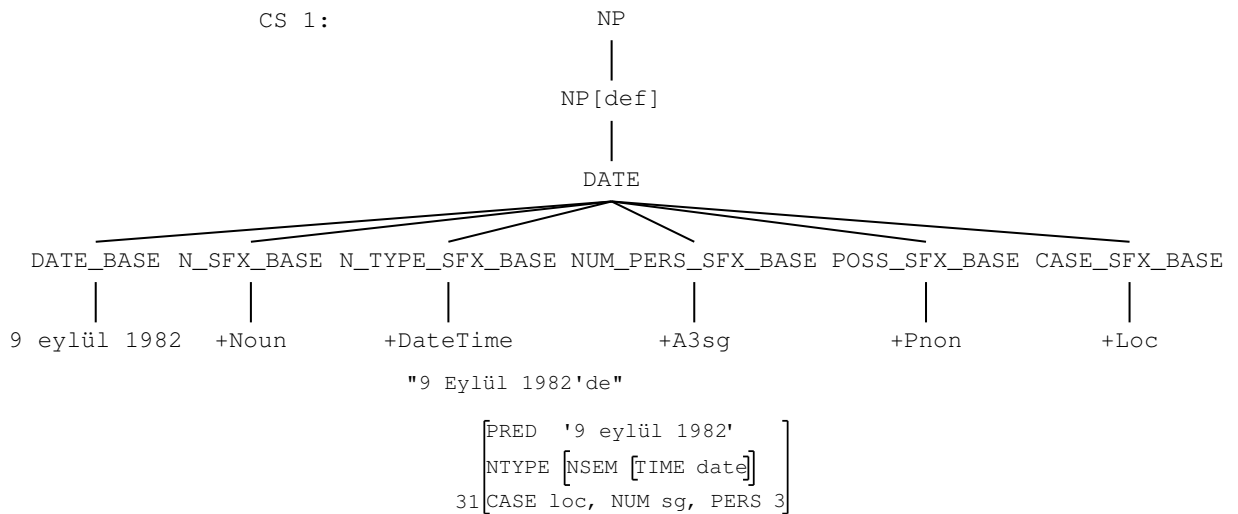 CS 1: NP
NP[def]
DATE
DATE_BASE N_SFX_BASE N_TYPE_SFX_BASE NUM_PERS_SFX_BASE POSS_SFX_BASE CASE_SFX_BASE
9 eylül 1982 +Noun +DateTime +A3sg +Pnon +Loc
"9 Eylül 1982'de"
PRED '9 eylül 1982'
NTYPE [NSEM [TIME date]]
31 CASE loc, NUM sg, PERS 3